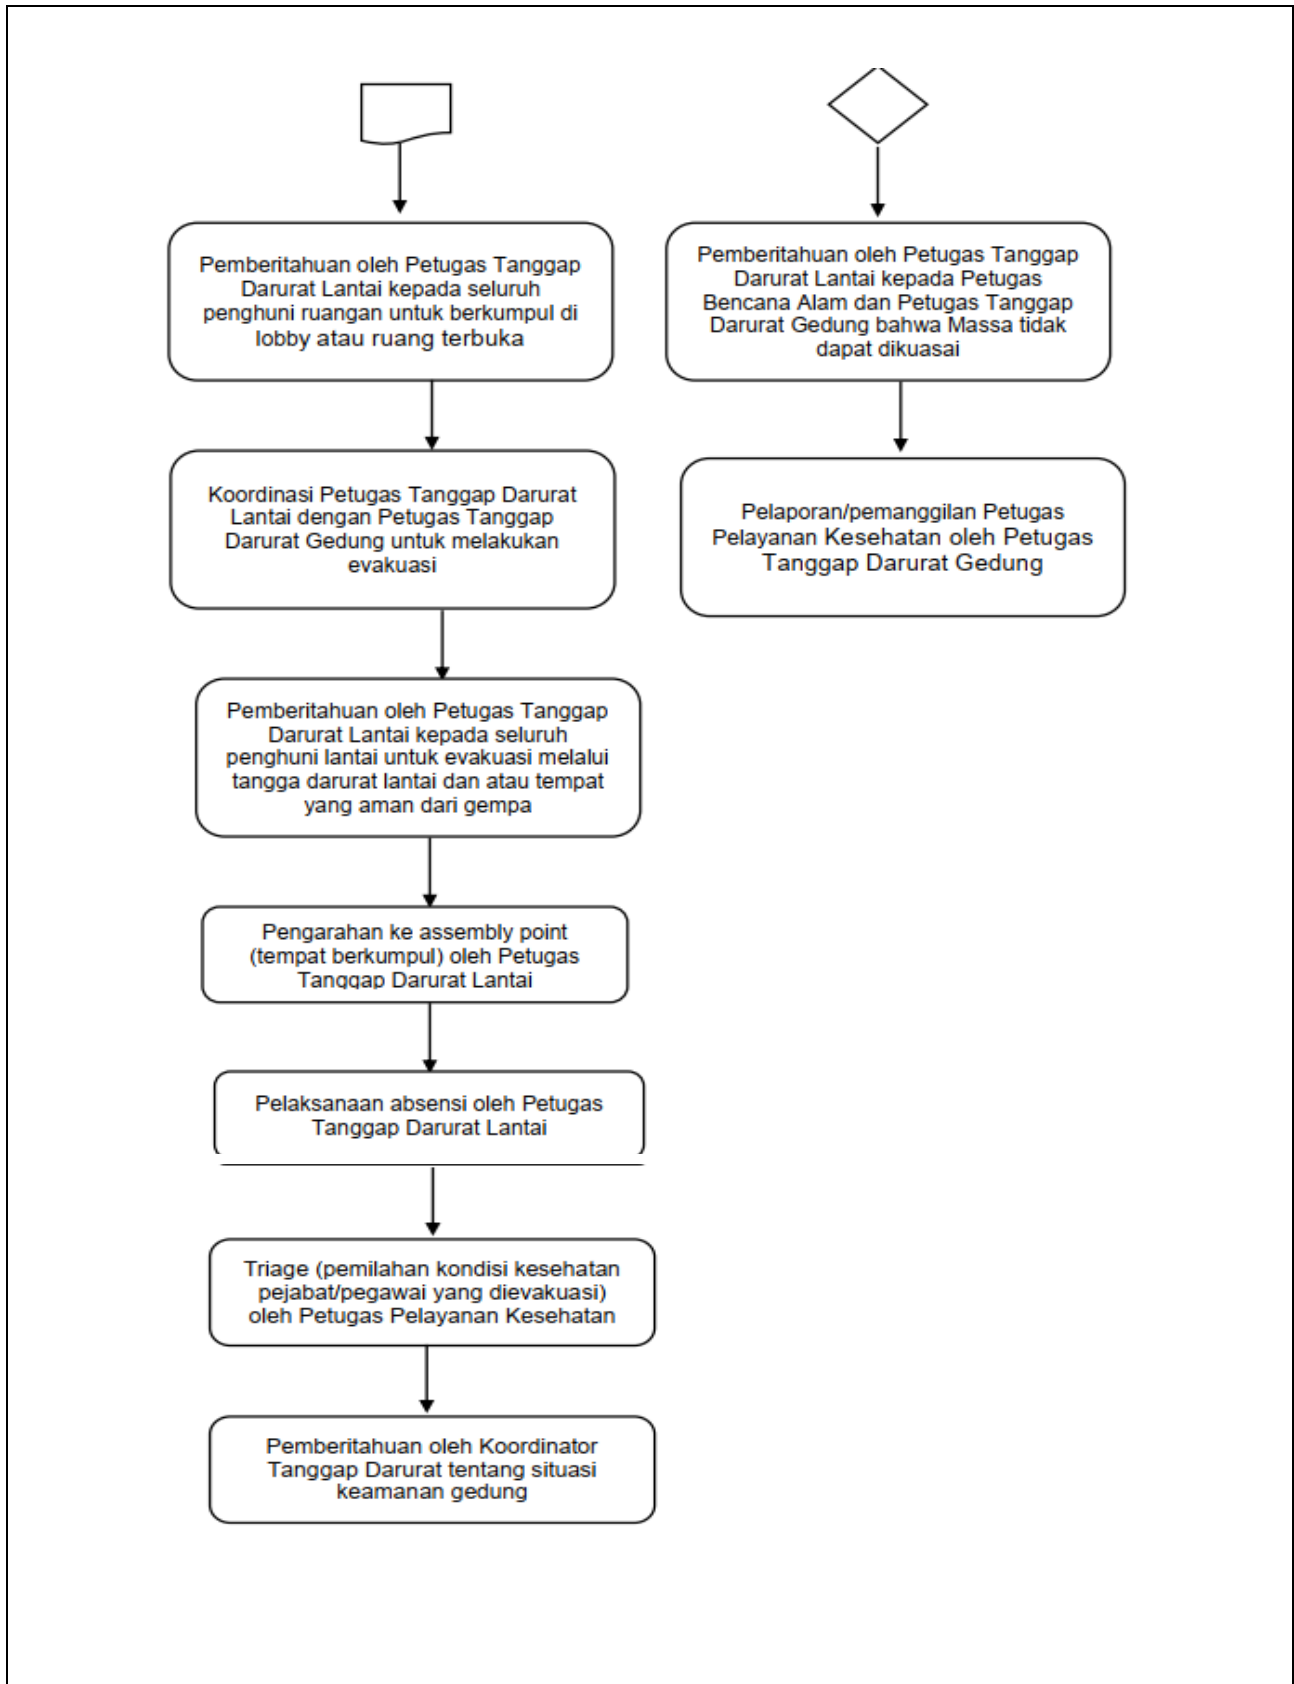 Pemberitahuan oleh Petugas Tanggap
Darurat Lantai kepada seluruh
penghuni ruangan untuk berkumpul di
lobby atau ruang terbuka
Koordinasi Petugas Tanggap Darurat
Lantai dengan Petugas Tanggap
Darurat Gedung untuk melakukan
evakuasi
Pemberitahuan oleh Petugas Tanggap
Darurat Lantai kepada seluruh
penghuni lantai untuk evakuasi melalui
tangga darurat lantai dan atau tempat
yang aman dari gempa
Pengarahan ke assembly point
(tempat berkumpul) oleh Petugas
Tanggap Darurat Lantai
Pelaksanaan absensi oleh Petugas
Tanggap Darurat Lantai
Triage (pemilahan kondisi kesehatan
pejabat/pegawai yang dievakuasi)
oleh Petugas Pelayanan Kesehatan
Pemberitahuan oleh Koordinator
Tanggap Darurat tentang situasi
keamanan gedung
Pemberitahuan oleh Petugas Tanggap
Darurat Lantai kepada Petugas
Bencana Alam dan Petugas Tanggap
Darurat Gedung bahwa Massa tidak
dapat dikuasai
Pelaporan/pemanggilan Petugas
Pelayanan Kesehatan oleh Petugas
Tanggap Darurat Gedung